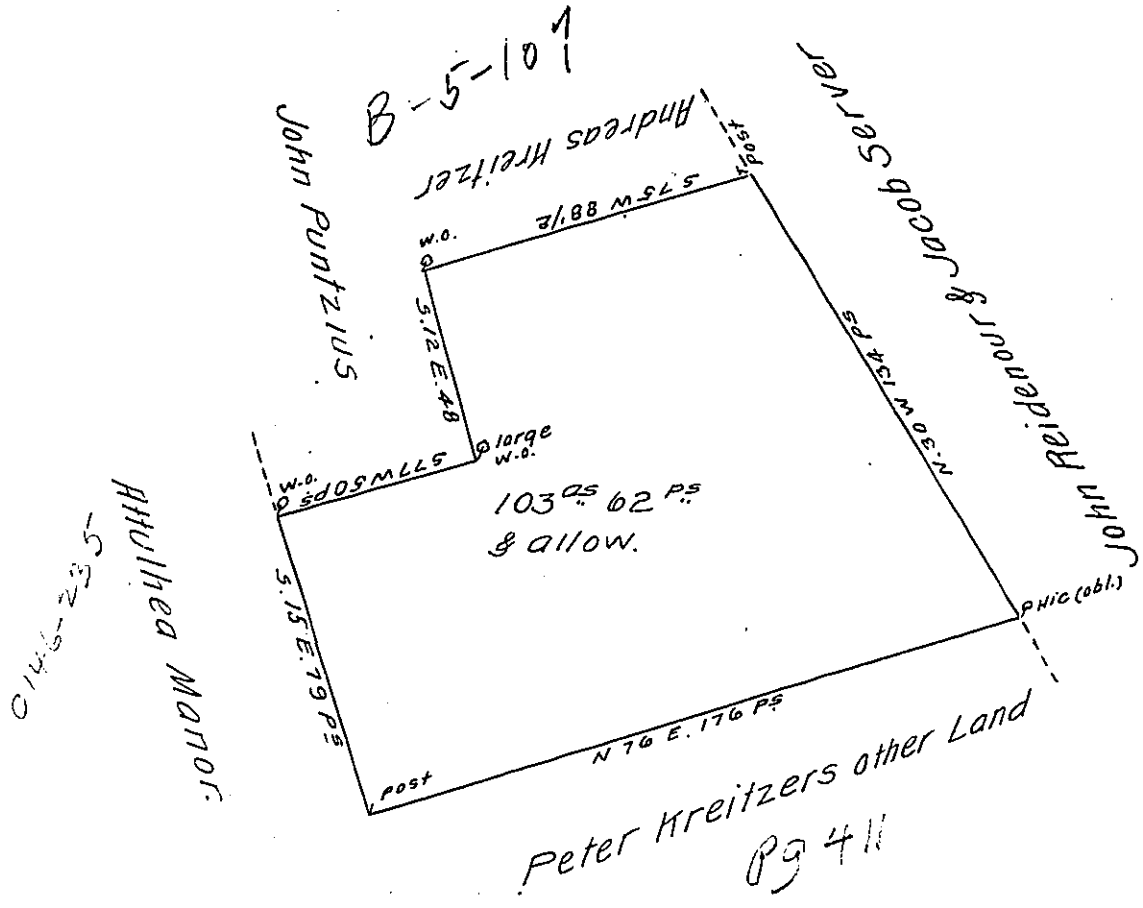 B-5-107
John Puntzius
Andreas Kreitzer
Post
John Reidenour & Jacob Server
W.O.
S 75 W 88 1/2
S. 12 E. 48
N. 30 W 134 Ps
large
W.O.
S 77 W 50 ps
W.O.
103 as 62 ps
& allow.
Manor.
0146-235
S. 15 E. 79 Ps
Hic (obl.)
N 76 E. 176 Ps
Post
Peter Kreitzers other Land
Pg 411